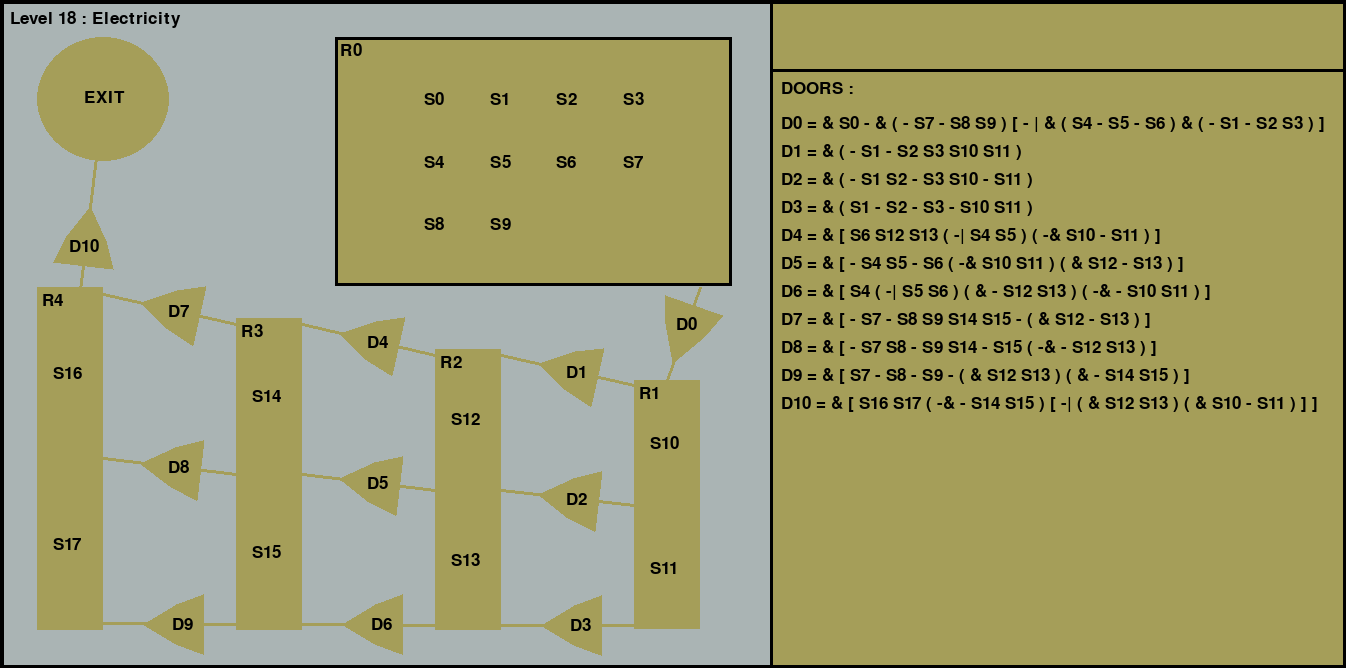 Level 18 : Electricity
EXIT
R0
S0 S1 S2 S3
S4 S5 S6 S7
S8 S9
D10
R4
D7
R3
D4
R2
D1
R1
D0
S16
S14
S12
S10
D8
D5
D2
S17
S15
S13
S11
D9
D6
D3
DOORS :
D0 = & S0 - & ( - S7 - S8 S9 ) [ - | & ( S4 - S5 - S6 ) & ( - S1 - S2 S3 ) ]
D1 = & ( - S1 - S2 S3 S10 S11 )
D2 = & ( - S1 S2 - S3 S10 - S11 )
D3 = & ( S1 - S2 - S3 - S10 S11 )
D4 = & [ S6 S12 S13 ( -| S4 S5 ) ( -& S10 - S11 ) ]
D5 = & [ - S4 S5 - S6 ( -& S10 S11 ) ( & S12 - S13 ) ]
D6 = & [ S4 ( -| S5 S6 ) ( & - S12 S13 ) ( -& - S10 S11 ) ]
D7 = & [ - S7 - S8 S9 S14 S15 - ( & S12 - S13 ) ]
D8 = & [ - S7 S8 - S9 S14 - S15 ( -& - S12 S13 ) ]
D9 = & [ S7 - S8 - S9 - ( & S12 S13 ) ( & - S14 S15 ) ]
D10 = & [ S16 S17 ( -& - S14 S15 ) [ -| ( & S12 S13 ) ( & S10 - S11 ) ] ]